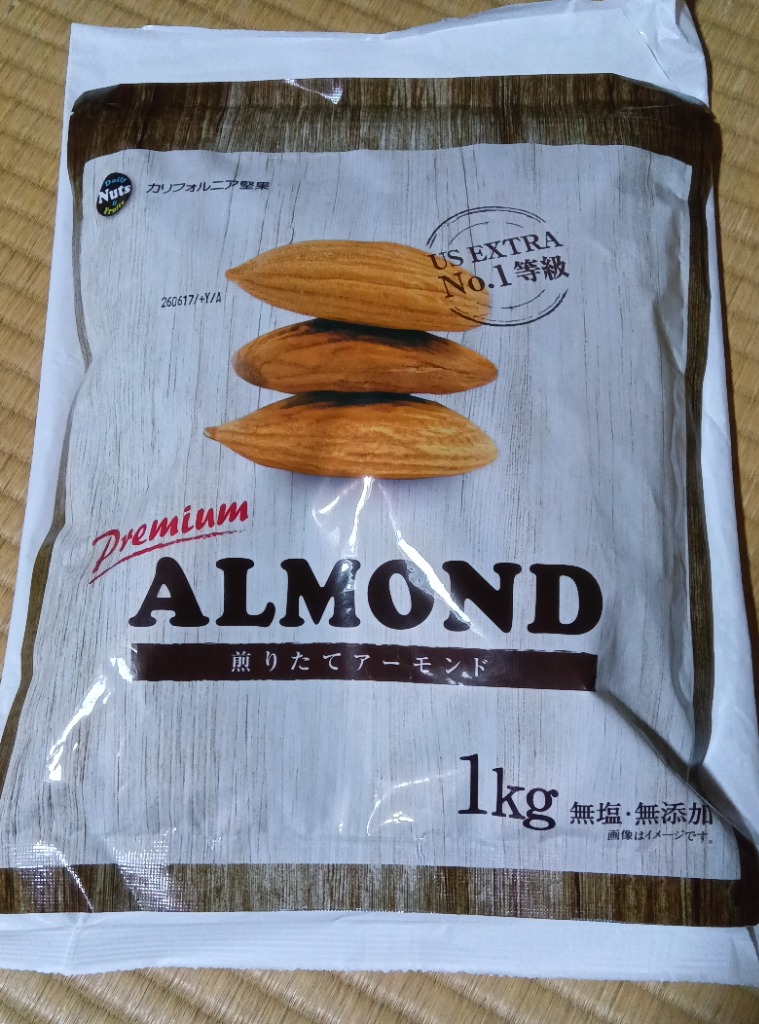 Daily
Nuts
&
Fruits
カリフォルニア堅果
US EXTRA
No.1等級
260617/+Y/A
Premium
ALMOND
煎りたてアーモンド
1kg 無塩・無添加
画像はイメージです。